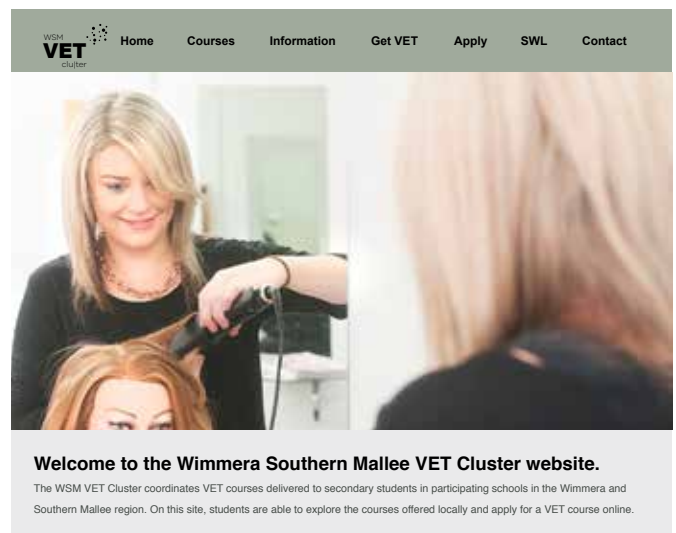 WSM
VET
clu/ter
Home Courses Information Get VET Apply SWL Contact
Welcome to the Wimmera Southern Mallee VET Cluster website.
The WSM VET Cluster coordinates VET courses delivered to secondary students in participating schools in the Wimmera and
Southern Mallee region. On this site, students are able to explore the courses offered locally and apply for a VET course online.